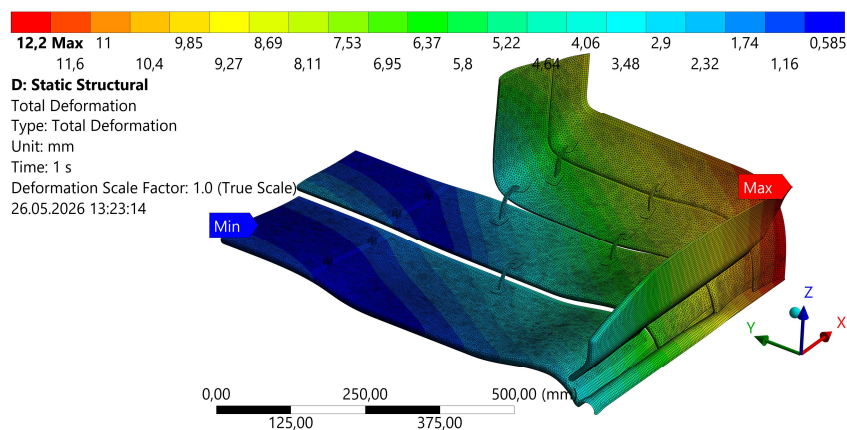 12,2 Max 11 9,85 8,69 7,53 6,37 5,22 4,06 2,9 1,74 0,585
11,6 10,4 9,27 8,11 6,95 5,8 4,64 3,48 2,32 1,16
D: Static Structural
Total Deformation
Type: Total Deformation
Unit: mm
Time: 1 s
Deformation Scale Factor: 1.0 (True Scale)
26.05.2026 13:23:14
Max
Min
Z
Y X
0,00 250,00 500,00 (mm)
125,00 375,00